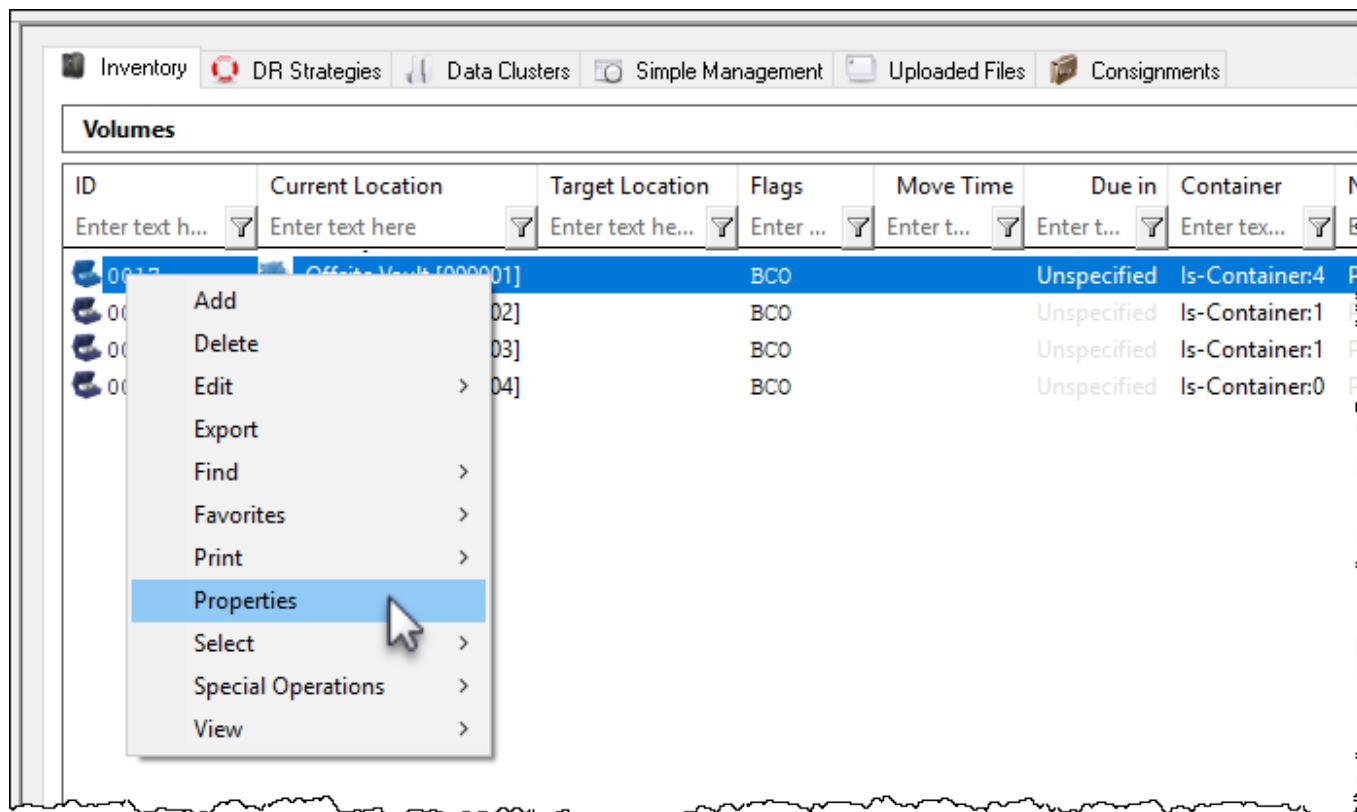 Inventory DR Strategies Data Clusters Simple Management Uploaded Files Consignments
Volumes
ID Current Location Target Location Flags Move Time Due in Container
Enter text h... Enter text here Enter text he... Enter ... Enter t... Enter t... Enter tex...
Offsite Vault [000001] BCO Unspecified Is-Container:4
02] BCO Unspecified Is-Container:1
03] BCO Unspecified Is-Container:1
04] BCO Unspecified Is-Container:0
Add
Delete
Edit
Export
Find
Favorites
Print
Properties
Select
Special Operations
View